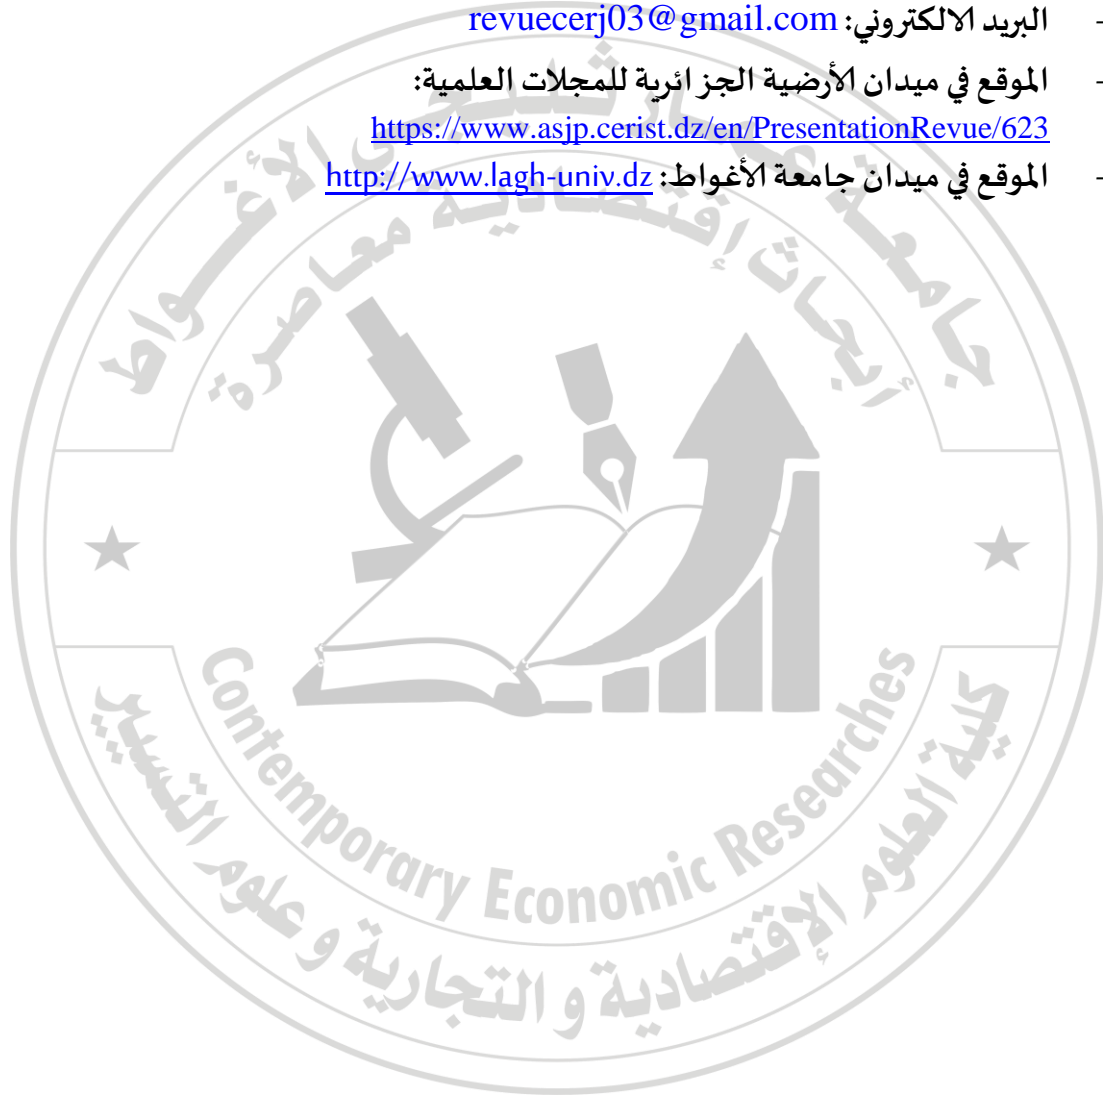 - البريد الالكتروني: revuecerj03@gmail.com
- الموقع في ميدان الأرضية الجزائرية للمجلات العلمية:
https://www.asjp.cerist.dz/en/PresentationRevue/623
- الموقع في ميدان جامعة الأغواط: http://www.lagh-univ.dz
جامعة عمار ثليجي الأغواط
أبحاث إقتصادية معاصرة
Contemporary Economic Researches
كلية العلوم الإقتصادية و التجارية و علوم التسيير